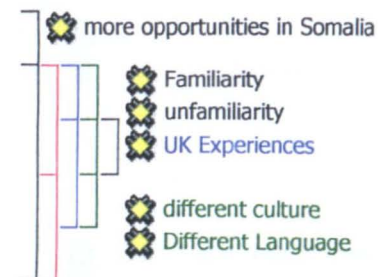 more opportunities in Somalia
Familiarity
unfamiliarity
UK Experiences
different culture
Different Language